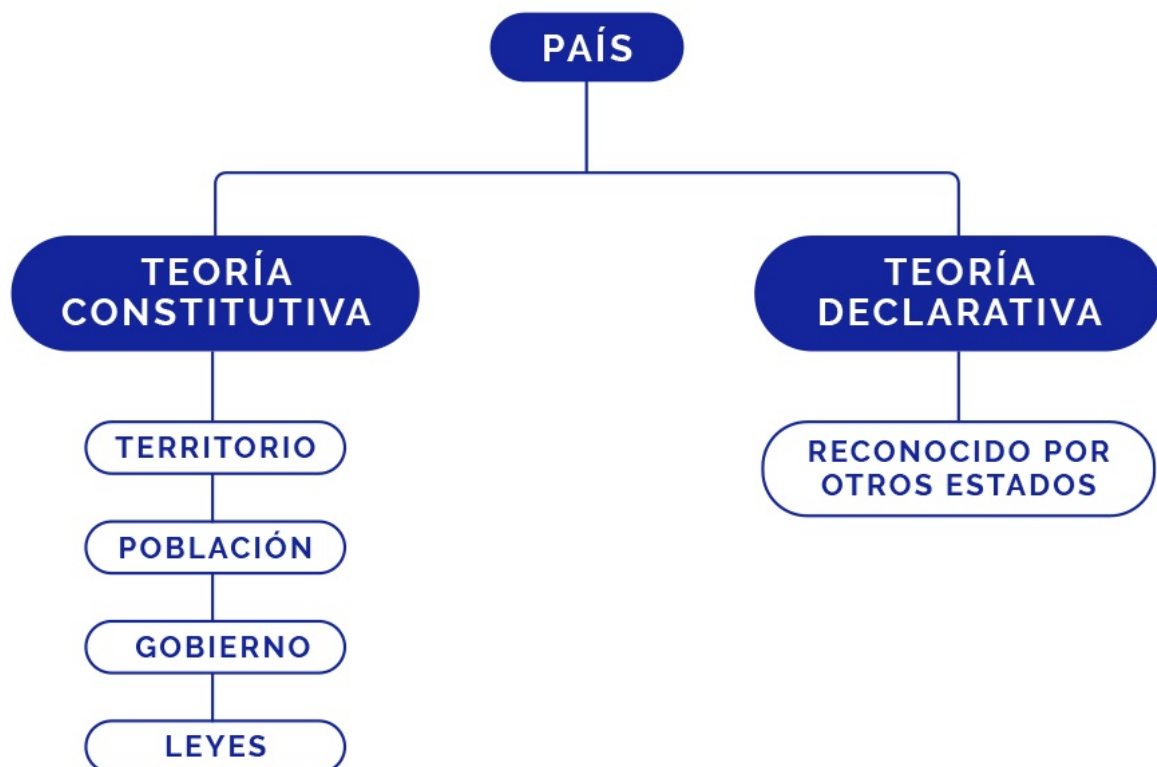 PAÍS
TEORÍA
CONSTITUTIVA
TERRITORIO
POBLACIÓN
GOBIERNO
LEYES
TEORÍA
DECLARATIVA
RECONOCIDO POR
OTROS ESTADOS